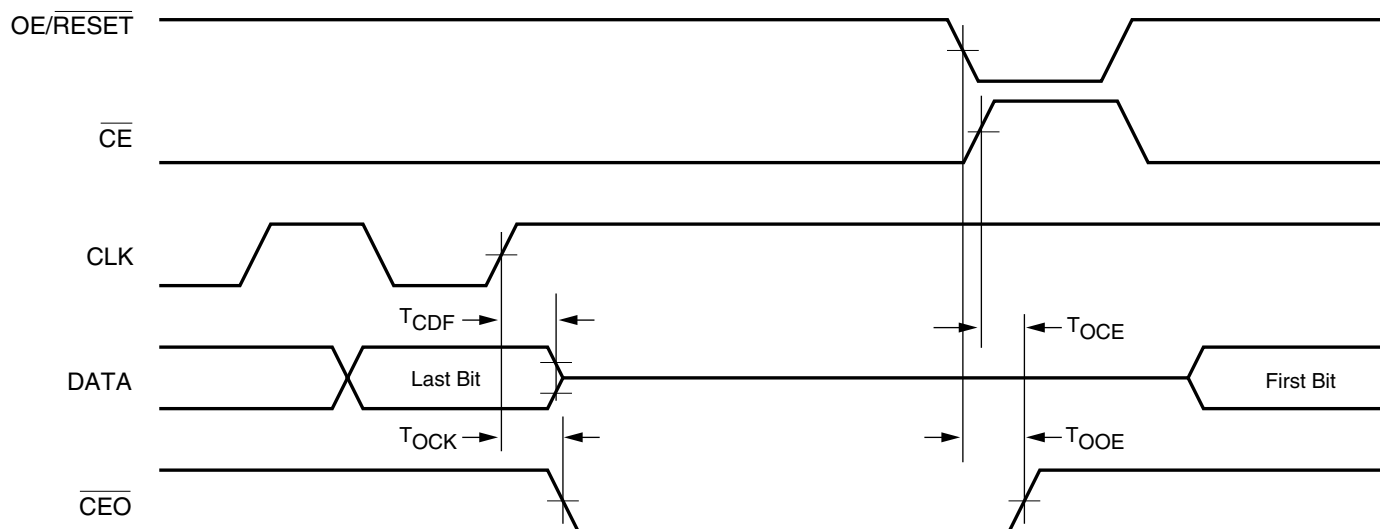 OE/RESET
CE
CLK
TCDF
TOCE
DATA
Last Bit
First Bit
TOCK
TOOE
CEO